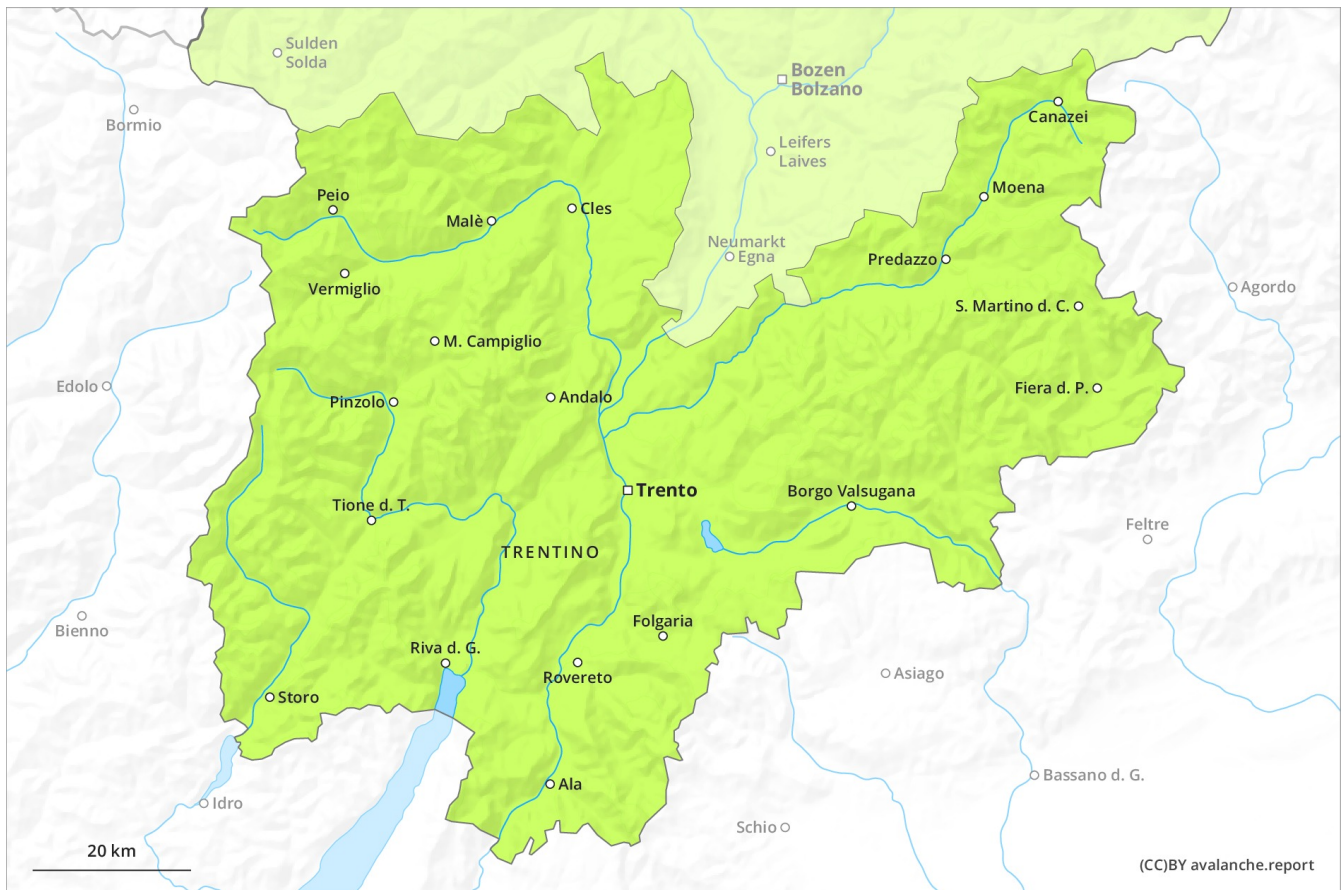 Sulden
Solda
Bozen
Bolzano
Bormio
Canazei
Leifers
Laives
Moena
Peio
Malè
Cles
Neumarkt
Egna
Predazzo
Vermiglio
Agordo
S. Martino d. C.
M. Campiglio
Edolo
Fiera d. P.
Pinzolo
Andalo
Trento
Borgo Valsugana
Tione d. T.
Feltre
TRENTINO
Bienno
Folgaria
Riva d. G.
Asiago
Rovereto
Storo
Bassano d. G.
Ala
Idro
Schio
20 km
(CC)BY avalanche.report